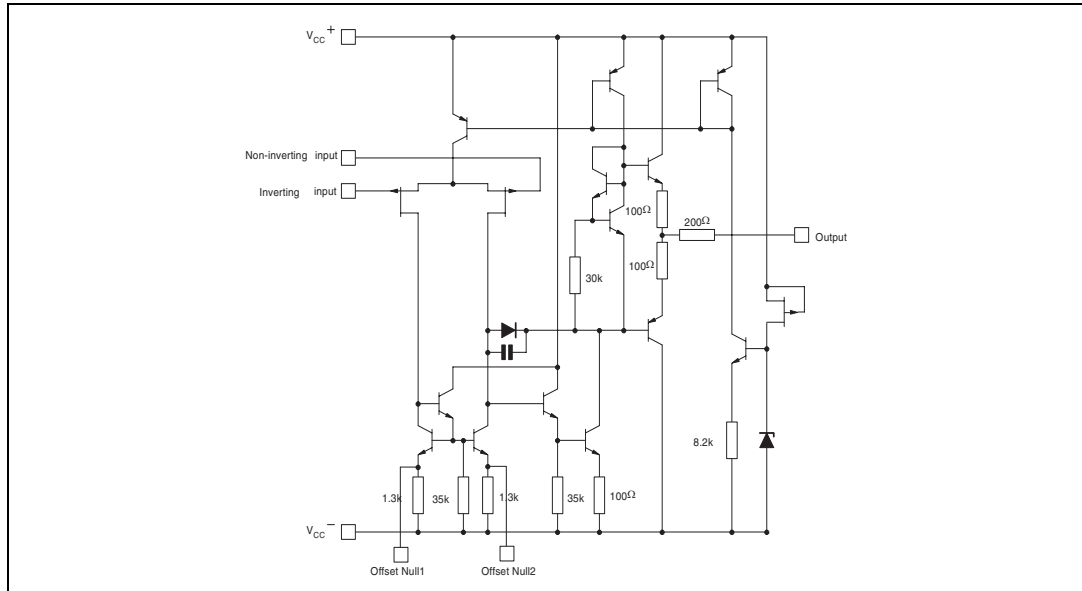 VCC+
Non-inverting input
Inverting input
100Ω
200Ω
Output
100Ω
30k
8.2k
1.3k
35k
1.3k
35k
100Ω
VCC−
Offset Null1
Offset Null2